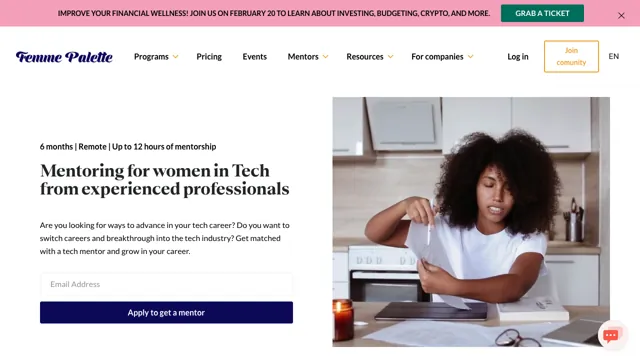 IMPROVE YOUR FINANCIAL WELLNESS! JOIN US ON FEBRUARY 20 TO LEARN ABOUT INVESTING, BUDGETING, CRYPTO, AND MORE. GRAB A TICKET
Femme Palette Programs Pricing Events Mentors Resources For companies Log in Join comunity EN
6 months | Remote | Up to 12 hours of mentorship
Mentoring for women in Tech
from experienced professionals
Are you looking for ways to advance in your tech career? Do you want to
switch careers and breakthrough into the tech industry? Get matched
with a tech mentor and grow in your career.
Email Address
Apply to get a mentor